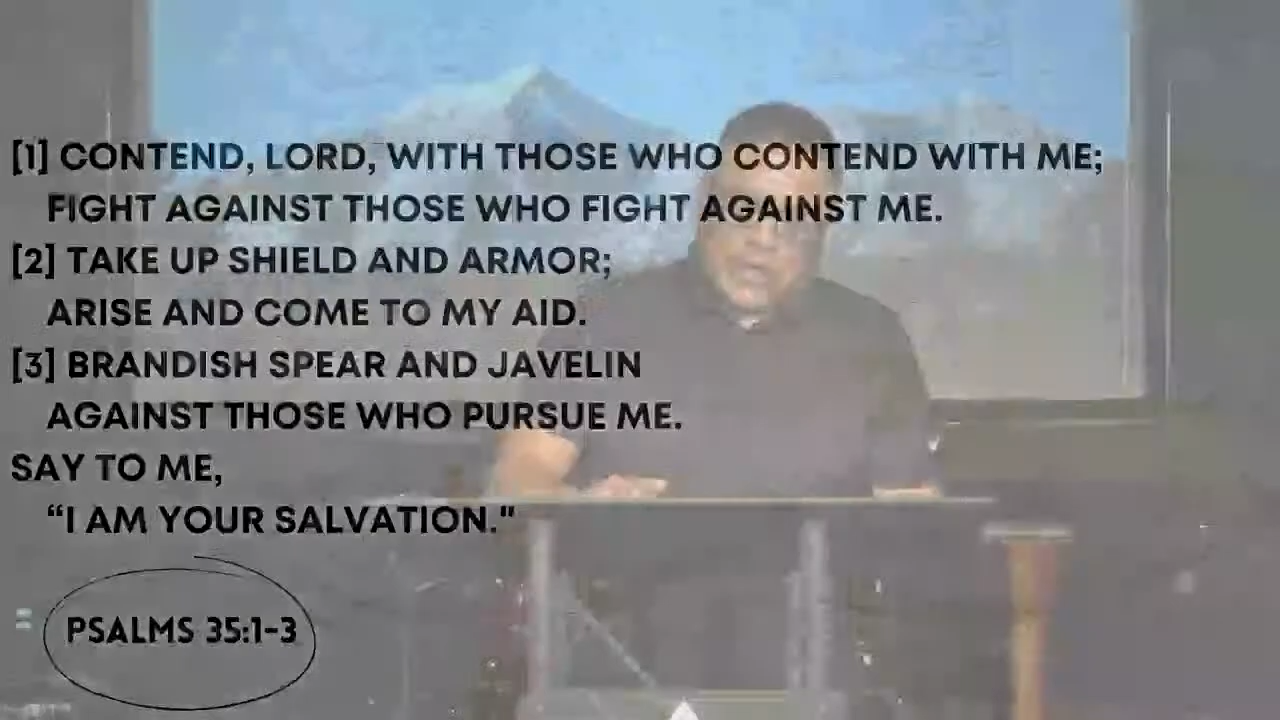 [1] CONTEND, LORD, WITH THOSE WHO CONTEND WITH ME;
FIGHT AGAINST THOSE WHO FIGHT AGAINST ME.
[2] TAKE UP SHIELD AND ARMOR;
ARISE AND COME TO MY AID.
[3] BRANDISH SPEAR AND JAVELIN
AGAINST THOSE WHO PURSUE ME.
SAY TO ME,
“I AM YOUR SALVATION.”
PSALMS 35:1-3